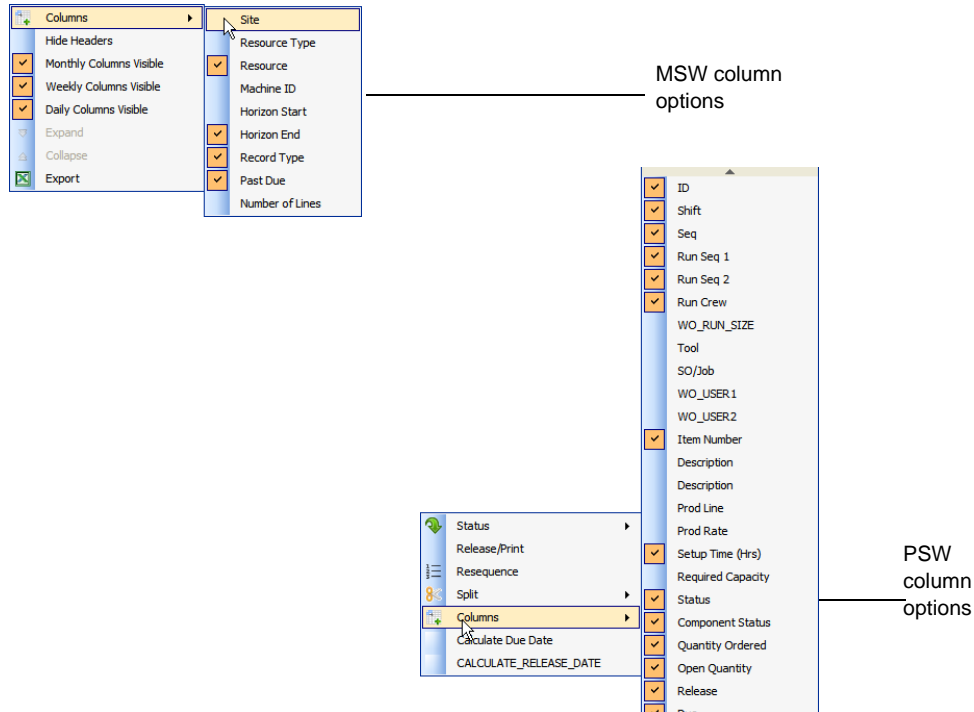 Columns
Hide Headers
Monthly Columns Visible
Weekly Columns Visible
Daily Columns Visible
Expand
Collapse
Export
Site
Resource Type
Resource
Machine ID
Horizon Start
Horizon End
Record Type
Past Due
Number of Lines
MSW column
options
ID
Shift
Seq
Run Seq 1
Run Seq 2
Run Crew
WO_RUN_SIZE
Tool
SO/Job
WO_USER1
WO_USER2
Item Number
Description
Description
Prod Line
Prod Rate
Setup Time (Hrs)
Required Capacity
Status
Component Status
Quantity Ordered
Open Quantity
Release
Status
Release/Print
Resequence
Split
Columns
Calculate Due Date
CALCULATE_RELEASE_DATE
PSW
column
options